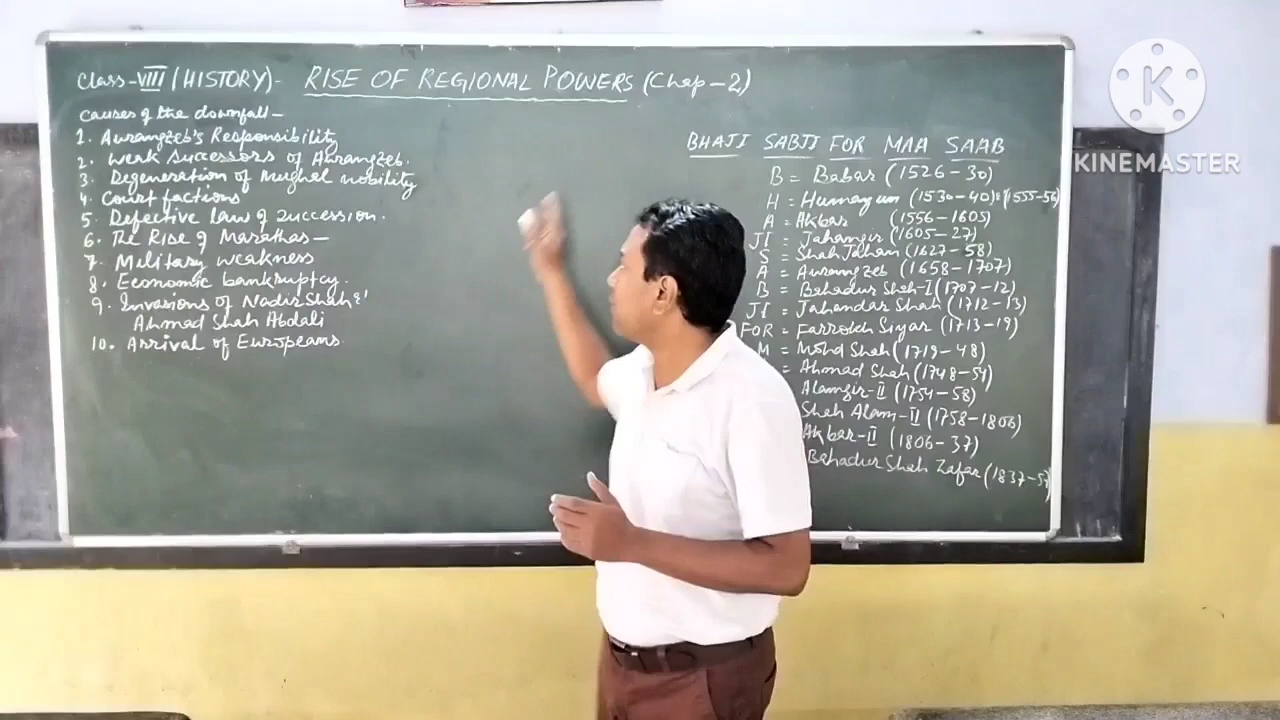 Class-VIII (HISTORY)- RISE OF REGIONAL POWERS (Chap-2)
Causes of the downfall-
1. Aurangzeb's Responsibility
2. Weak successors of Aurangzeb.
3. Degeneration of Mughal nobility
4. Court factions
5. Defective law of succession.
6. The Rise of Marathas-
7. Military weakness
8. Economic bankruptcy.
9. Invasions of Nadir Shah &
Ahmad Shah Abdali
10. Arrival of Europeans
BHAJI SABJI FOR MAA SAAB
B = Babar (1526-30)
H = Humayun (1530-40) & (1555-56)
A = Akbar (1556-1605)
JI = Jahangir (1605-27)
S = Shah Jahan (1627-58)
A = Aurangzeb (1658-1707)
B = Bahadur Shah-I (1707-12)
JI = Jahandar Shah (1712-13)
FOR = Farrukh Siyar (1713-19)
M = Mohd Shah (1719-48)
= Ahmad Shah (1748-54)
Alamgir-II (1754-58)
Shah Alam-II (1758-1806)
Akbar-II (1806-37)
Bahadur Shah Zafar (1837-57)
K
KINEMASTER